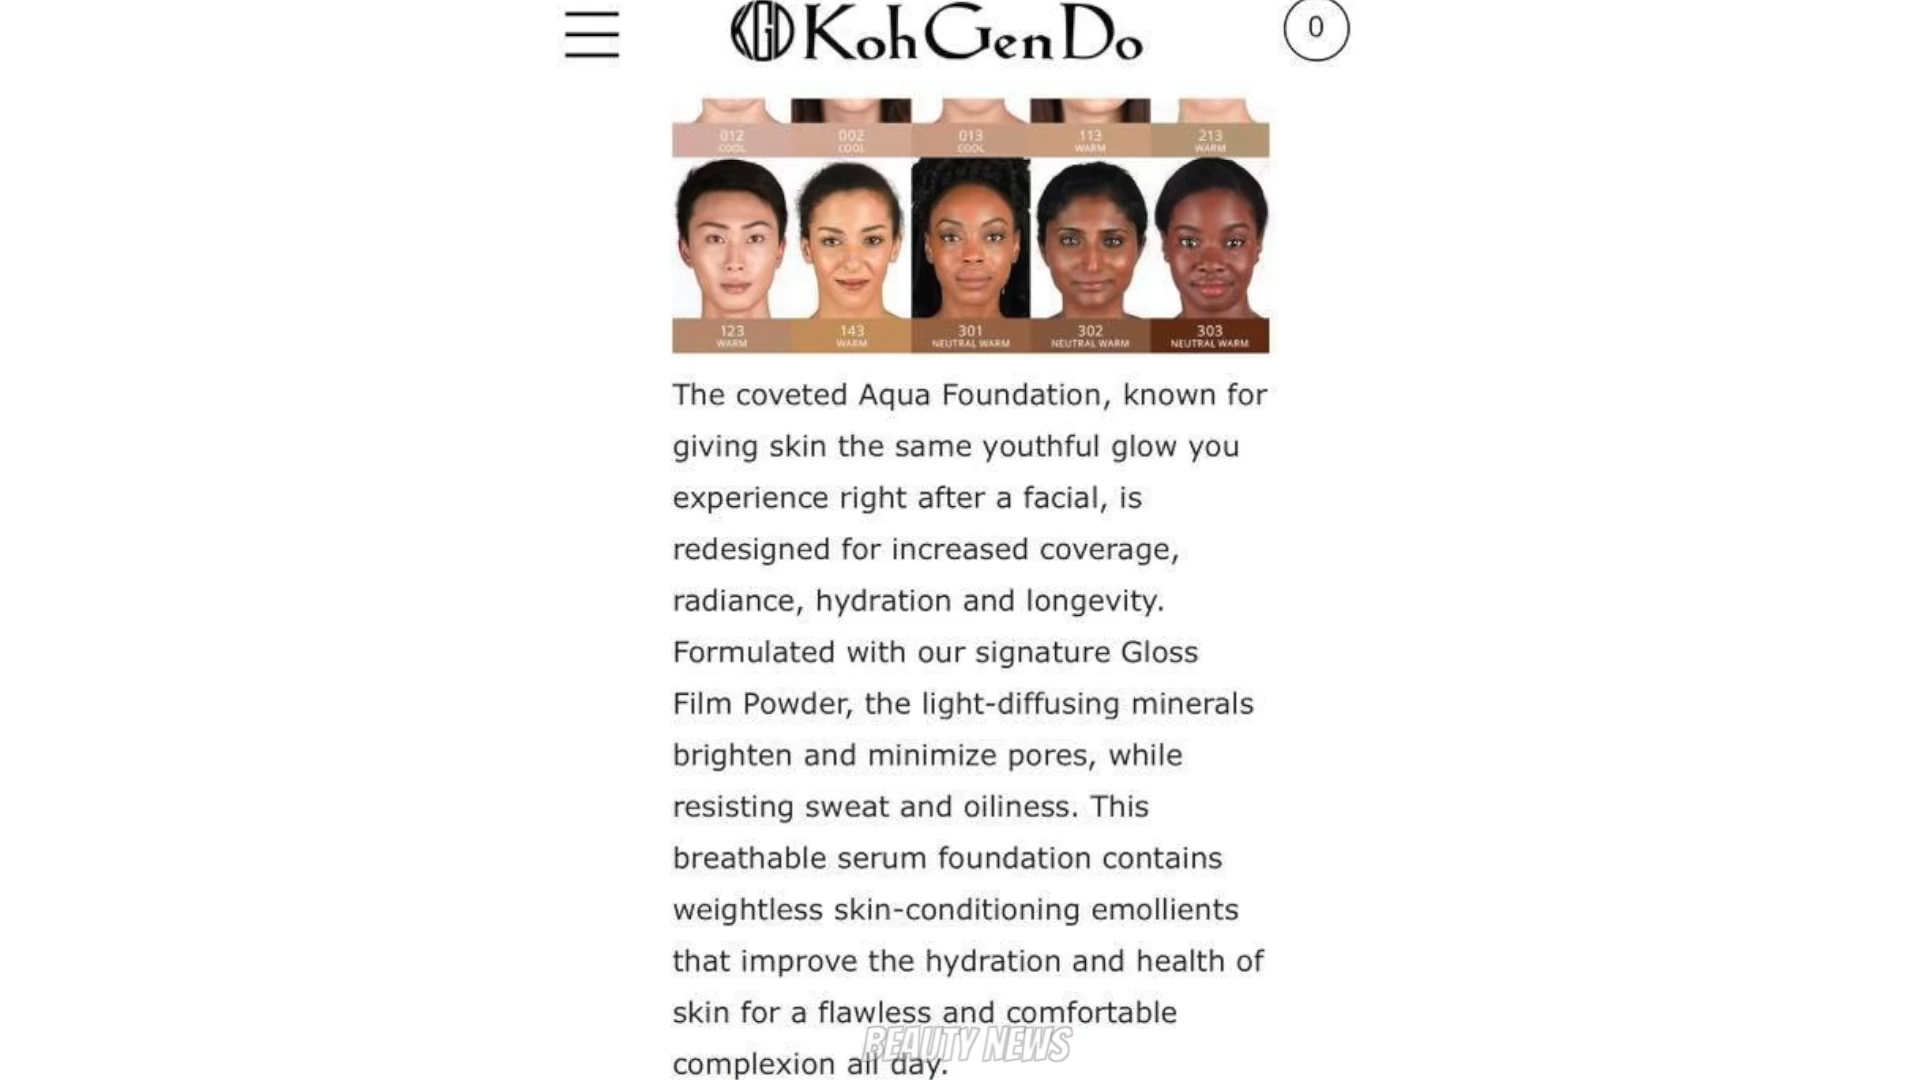 KGD KohGenDo
0
012 002 013 113 213
COOL COOL COOL WARM WARM
123 143 301 302 303
WARM WARM NEUTRAL WARM NEUTRAL WARM NEUTRAL WARM
The coveted Aqua Foundation, known for
giving skin the same youthful glow you
experience right after a facial, is
redesigned for increased coverage,
radiance, hydration and longevity.
Formulated with our signature Gloss
Film Powder, the light-diffusing minerals
brighten and minimize pores, while
resisting sweat and oiliness. This
breathable serum foundation contains
weightless skin-conditioning emollients
that improve the hydration and health of
skin for a flawless and comfortable
BEAUTY NEWS
complexion all day.